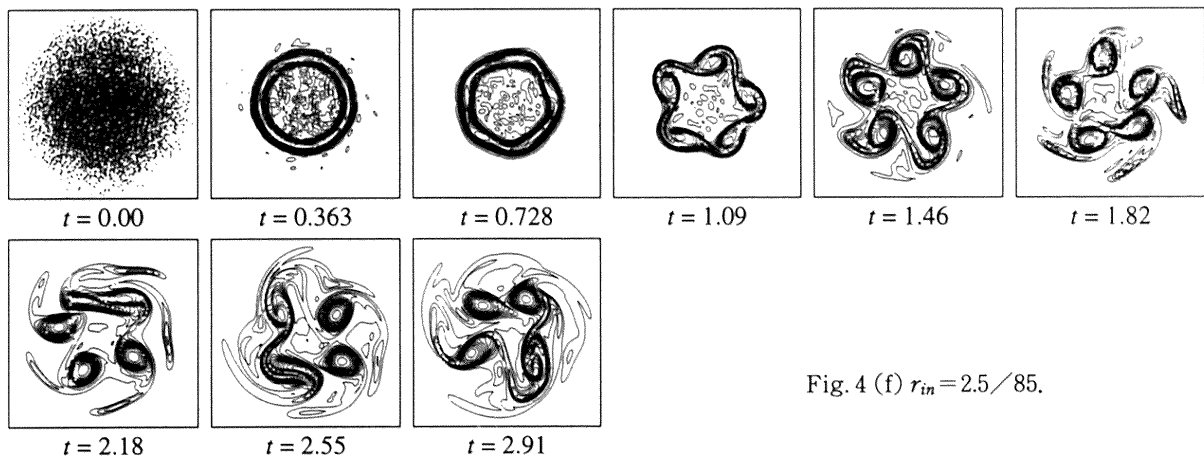 t = 0.00
t = 0.363
t = 0.728
t = 1.09
t = 1.46
t = 1.82
t = 2.18
t = 2.55
t = 2.91
Fig. 4 (f) r_in = 2.5/85.